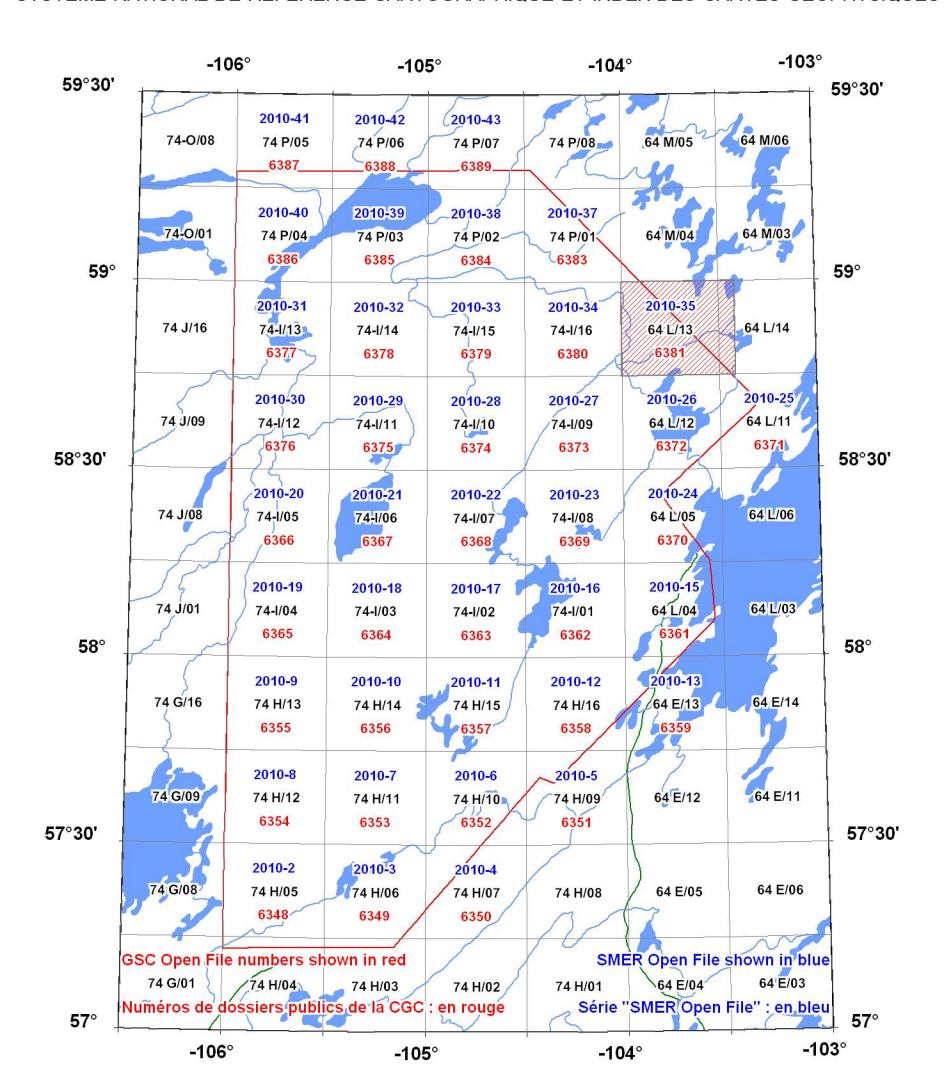 -106° -105° -104° -103°
59°30' 59°30'
2010-41 2010-42 2010-43
74-O/08 74 P/05 74 P/06 74 P/07 74 P/08 64 M/05 64 M/06
6387 6388 6389
2010-40 2010-39 2010-38 2010-37
74-O/01 74 P/04 74 P/03 74 P/02 74 P/01 64 M/04 64 M/03
6386 6385 6384 6383
59° 59°
2010-31 2010-32 2010-33 2010-34 2010-35
74 J/16 74-I/13 74-I/14 74-I/15 74-I/16 64 L/13 64 L/14
6377 6378 6379 6380 6381
2010-30 2010-29 2010-28 2010-27 2010-26 2010-25
74 J/09 74-I/12 74-I/11 74-I/10 74-I/09 64 L/12 64 L/11
6376 6375 6374 6373 6372 6371
58°30' 58°30'
2010-20 2010-21 2010-22 2010-23 2010-24
74 J/08 74-I/05 74-I/06 74-I/07 74-I/08 64 L/05 64 L/06
6366 6367 6368 6369 6370
2010-19 2010-18 2010-17 2010-16 2010-15
74 J/01 74-I/04 74-I/03 74-I/02 74-I/01 64 L/04 64 L/03
6365 6364 6363 6362 6361
58° 58°
2010-9 2010-10 2010-11 2010-12 2010-13
74 G/16 74 H/13 74 H/14 74 H/15 74 H/16 64 E/13 64 E/14
6355 6356 6357 6358 6359
2010-8 2010-7 2010-6 2010-5
74 G/09 74 H/12 74 H/11 74 H/10 74 H/09 64 E/12 64 E/11
6354 6353 6352 6351
57°30' 57°30'
2010-2 2010-3 2010-4
74 G/08 74 H/05 74 H/06 74 H/07 74 H/08 64 E/05 64 E/06
6348 6349 6350
GSC Open File numbers shown in red SMER Open File shown in blue
74 G/01 74 H/04 74 H/03 74 H/02 74 H/01 64 E/04 64 E/03
Numéros de dossiers publics de la CGC : en rouge Série "SMER Open File" : en bleu
57° 57°
-106° -105° -104° -103°